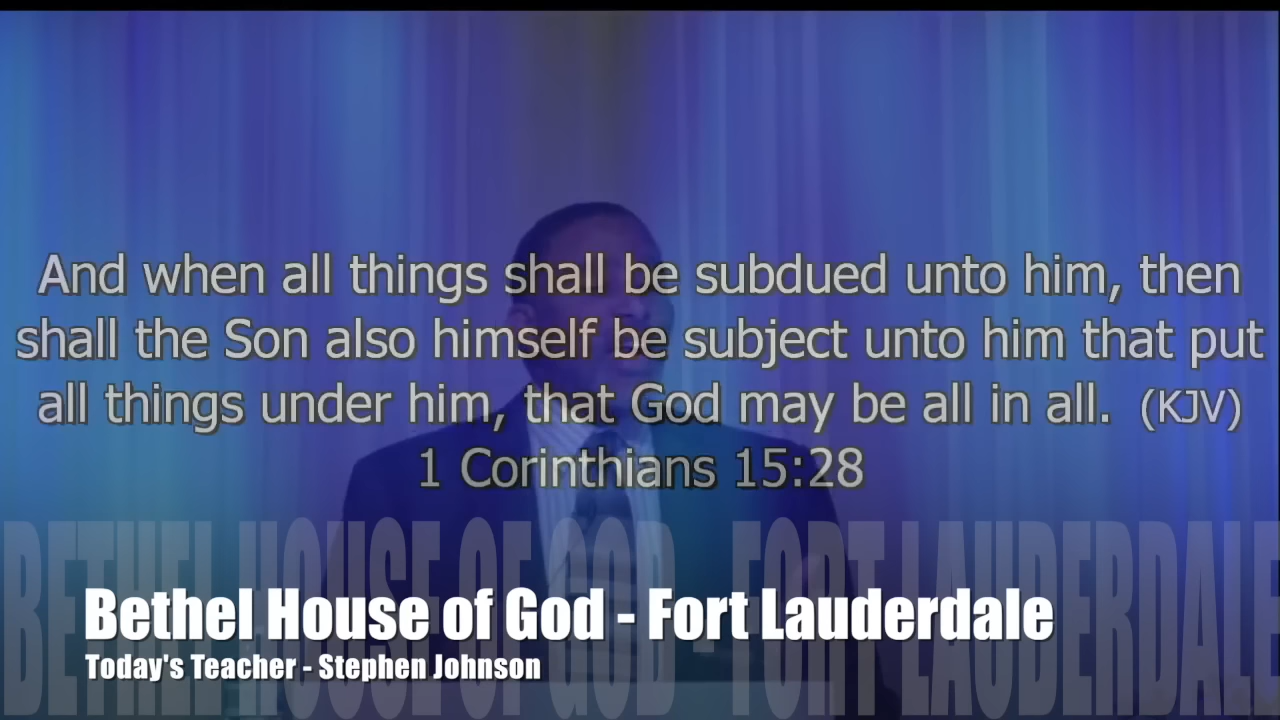 And when all things shall be subdued unto him, then
shall the Son also himself be subject unto him that put
all things under him, that God may be all in all. (KJV)
1 Corinthians 15:28
BETHEL HOUSE OF GOD - FORT LAUDERDALE
Bethel House of God - Fort Lauderdale
Today's Teacher - Stephen Johnson